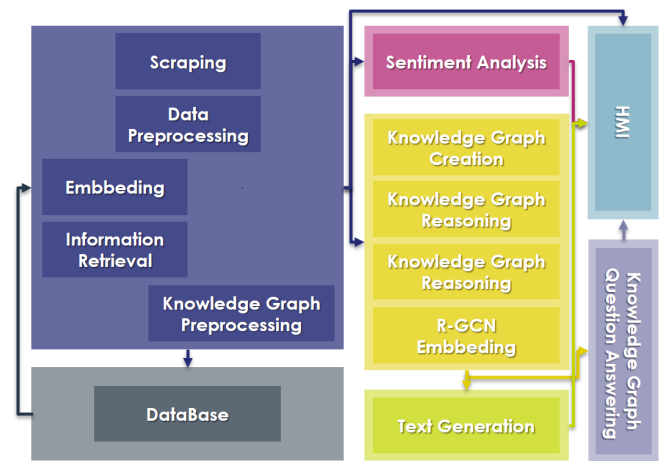 Scraping
Data
Preprocessing
Embbeding
Information
Retrieval
Knowledge Graph
Preprocessing
DataBase
Sentiment Analysis
Knowledge Graph
Creation
Knowledge Graph
Reasoning
Knowledge Graph
Reasoning
R-GCN
Embbeding
Text Generation
HMI
Knowledge Graph
Question Answering